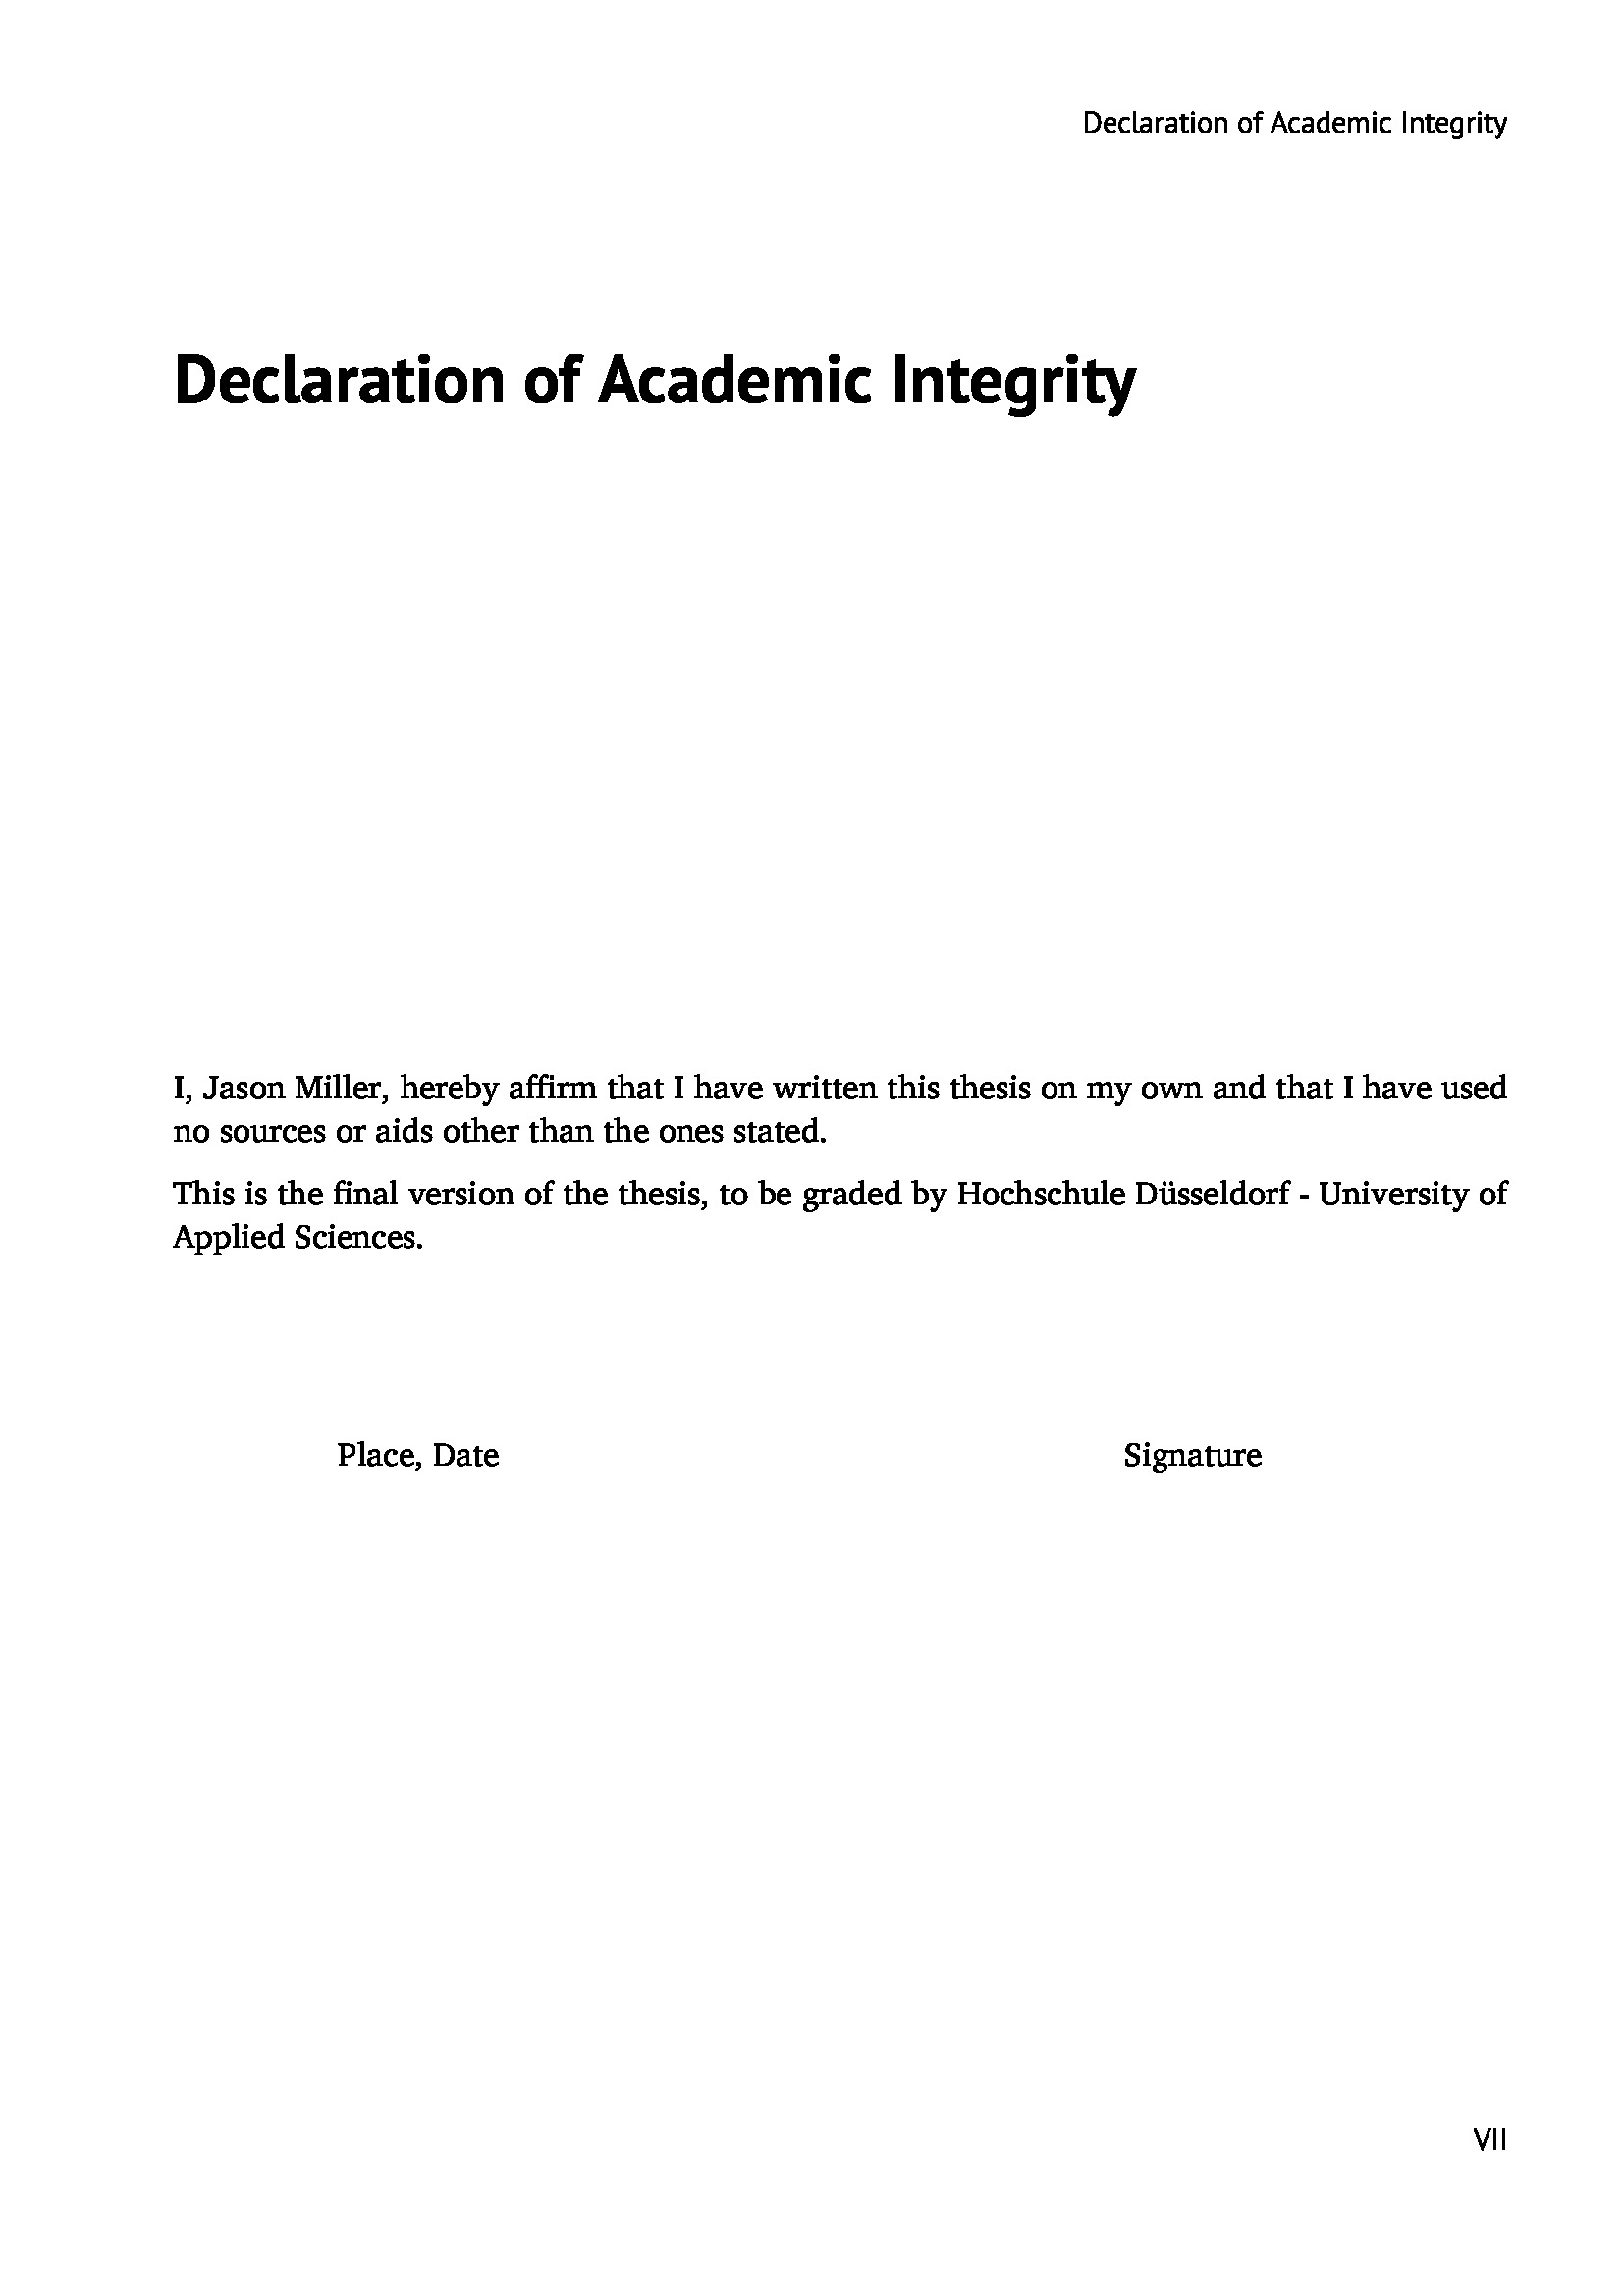 Declaration of Academic Integrity
Declaration of Academic Integrity
I, Jason Miller, hereby affirm that I have written this thesis on my own and that I have used
no sources or aids other than the ones stated.
This is the final version of the thesis, to be graded by Hochschule Düsseldorf - University of
Applied Sciences.
Place, Date Signature
VII